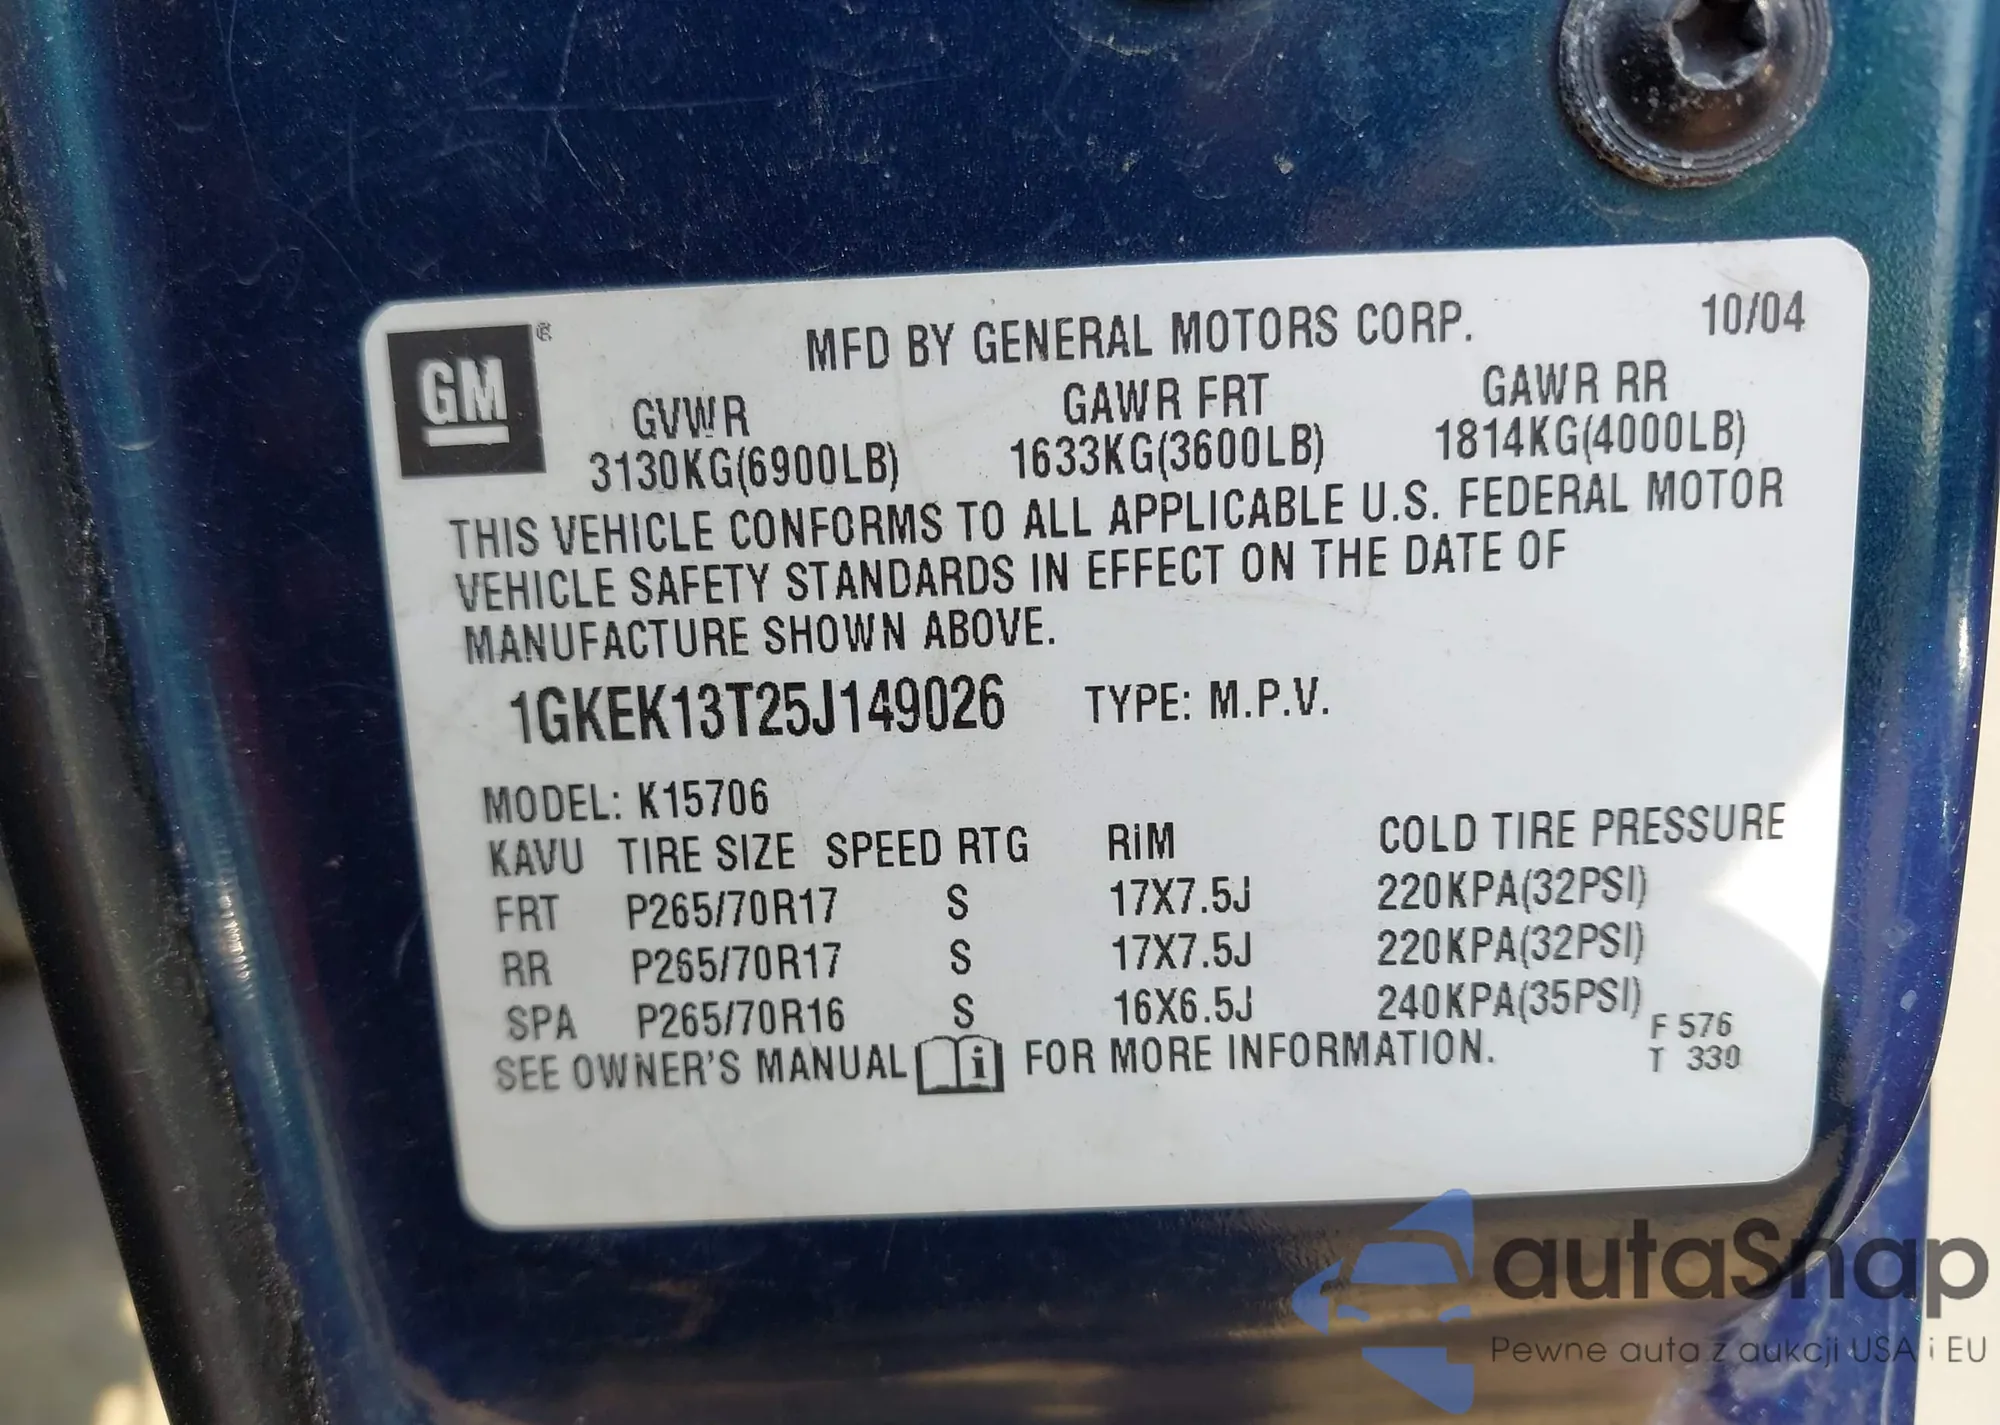 GM ®
MFD BY GENERAL MOTORS CORP. 10/04
GVWR GAWR FRT GAWR RR
3130KG(6900LB) 1633KG(3600LB) 1814KG(4000LB)
THIS VEHICLE CONFORMS TO ALL APPLICABLE U.S. FEDERAL MOTOR
VEHICLE SAFETY STANDARDS IN EFFECT ON THE DATE OF
MANUFACTURE SHOWN ABOVE.
1GKEK13T25J149026 TYPE: M.P.V.
MODEL: K15706
KAVU TIRE SIZE SPEED RTG RiM COLD TIRE PRESSURE
FRT P265/70R17 S 17X7.5J 220KPA(32PSI)
RR P265/70R17 S 17X7.5J 220KPA(32PSI)
SPA P265/70R16 S 16X6.5J 240KPA(35PSI)
SEE OWNER'S MANUAL i FOR MORE INFORMATION.
F 576
T 330
autaSnap
Pewne auta z aukcji USA i EU